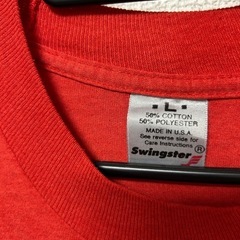 - L -
50% COTTON
50% POLYESTER
MADE IN U.S.A.
See reverse side for
Care Instructions
Swingster®